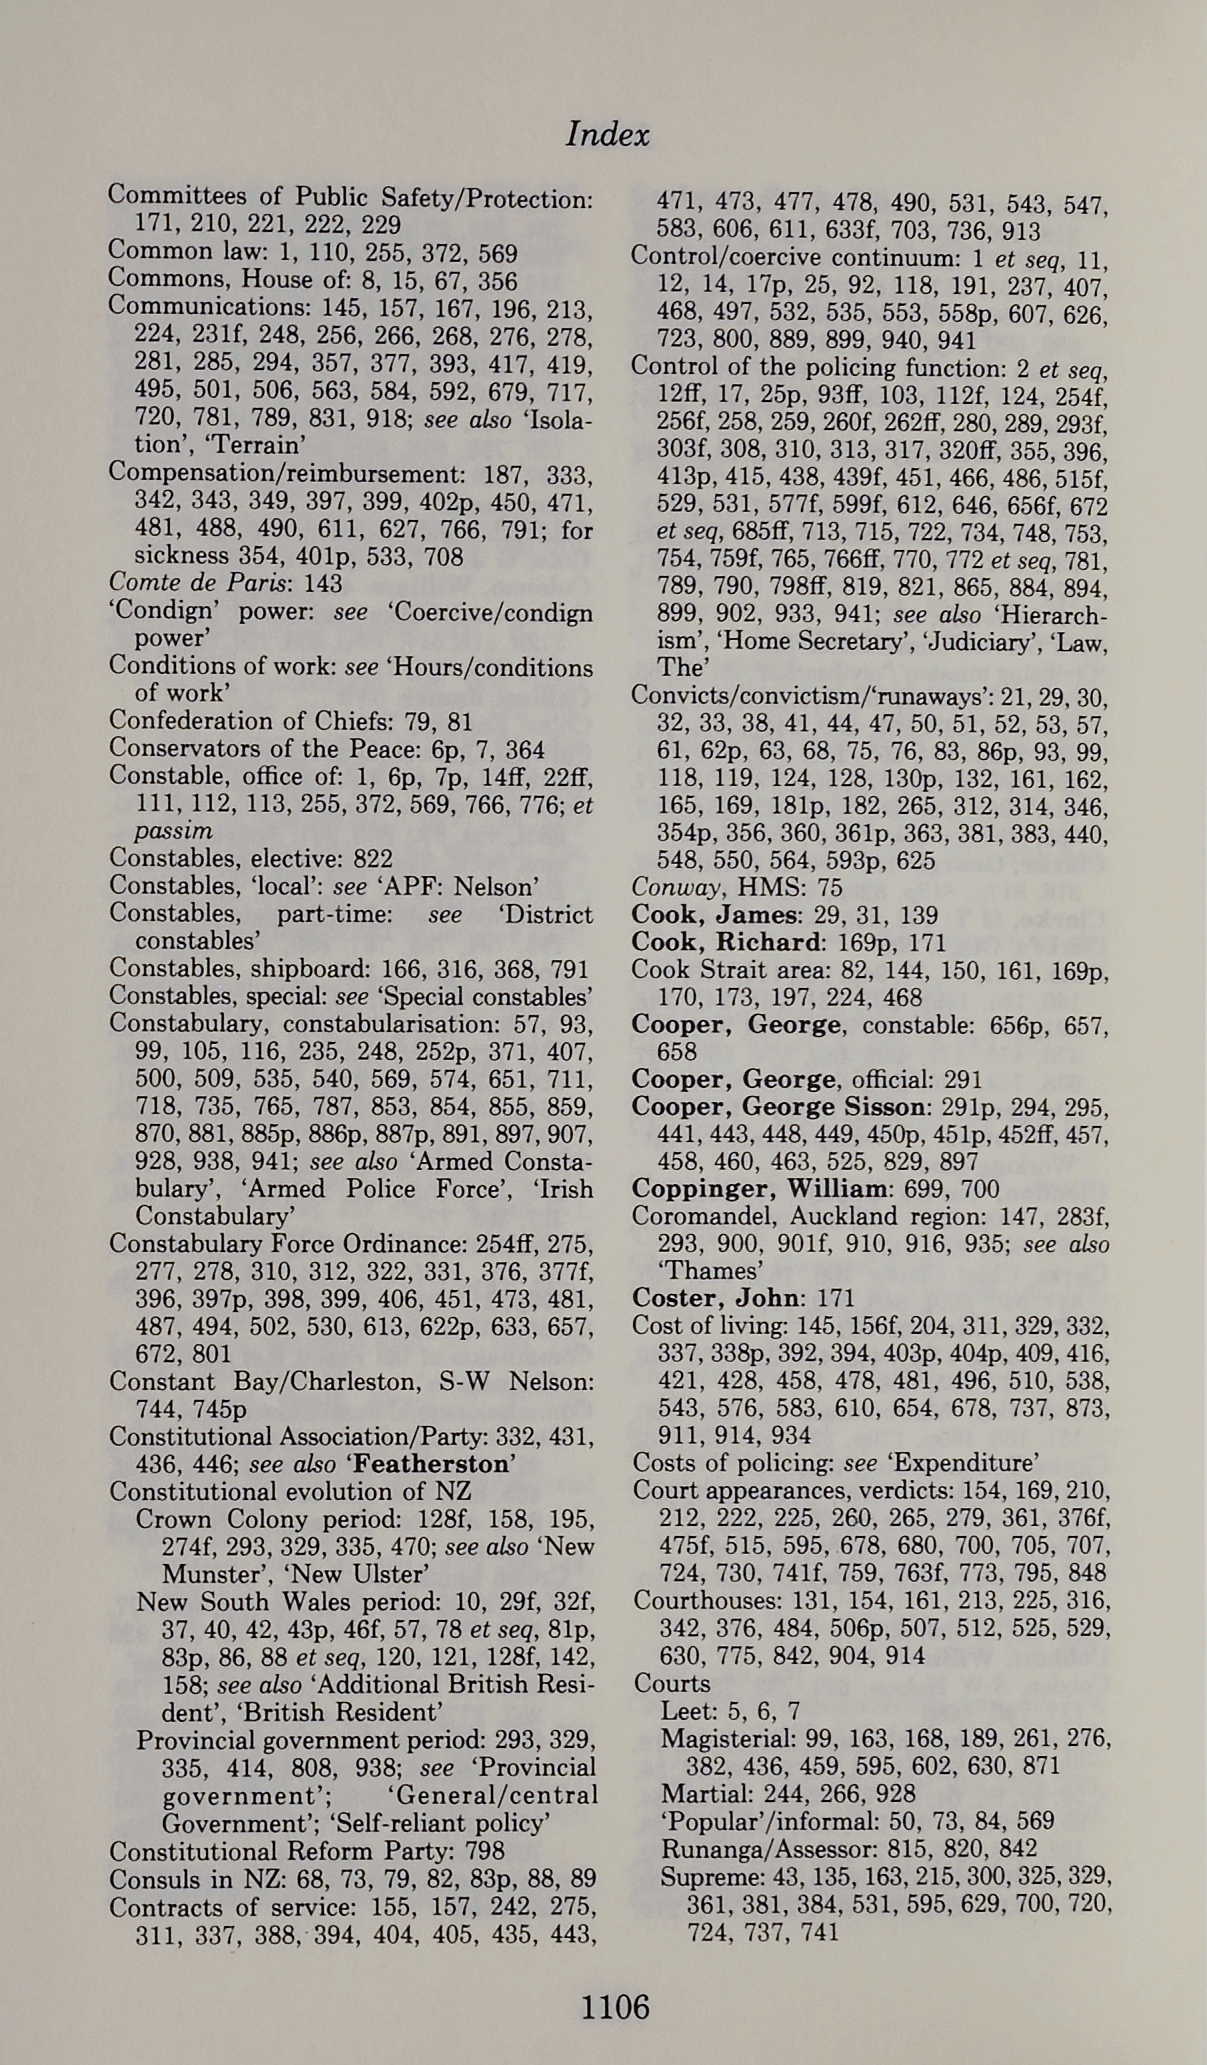 Index
Committees of Public Safety/Protection:
171, 210, 221, 222, 229
Common law: 1, 110, 255, 372, 569
Commons, House of: 8, 15, 67, 356
Communications: 145, 157, 167, 196, 213,
224, 231f, 248, 256, 266, 268, 276, 278,
281, 285, 294, 357, 377, 393, 417, 419,
495, 501, 506, 563, 584, 592, 679, 717,
720, 781, 789, 831, 918; see also ‘Isola-
tion’, ‘Terrain’
Compensation/reimbursement: 187, 333,
342, 343, 349, 397, 399, 402p, 450, 471,
481, 488, 490, 611, 627, 766, 791; for
sickness 354, 401p, 533, 708
Comte de Paris: 143
‘Condign’ power: see ‘Coercive/condign
power’
Conditions of work: see ‘Hours/conditions
of work’
Confederation of Chiefs: 79, 81
Conservators of the Peace: 6p, 7, 364
Constable, office of: 1, 6p, 7p, 14ff, 22ff,
111, 112, 113, 255, 372, 569, 766, 776; et
passim
Constables, elective: 822
Constables, ‘local’: see ‘APF: Nelson’
Constables, part-time: see ‘District
constables’
Constables, shipboard: 166, 316, 368, 791
Constables, special: see ‘Special constables’
Constabulary, constabularisation: 57, 93,
99, 105, 116, 235, 248, 252p, 371, 407,
500, 509, 535, 540, 569, 574, 651, 711,
718, 735, 765, 787, 853, 854, 855, 859,
870, 881, 885p, 886p, 887p, 891, 897, 907,
928, 938, 941; see also ‘Armed Consta-
bulary’, ‘Armed Police Force’, ‘Irish
Constabulary’
Constabulary Force Ordinance: 254ff, 275,
277, 278, 310, 312, 322, 331, 376, 377f,
396, 397p, 398, 399, 406, 451, 473, 481,
487, 494, 502, 530, 613, 622p, 633, 657,
672, 801
Constant Bay/Charleston, S-W Nelson:
744, 745p
Constitutional Association/Party: 332, 431,
436, 446; see also ‘Featherston’
Constitutional evolution of NZ
Crown Colony period: 128f, 158, 195,
274f, 293, 329, 335, 470; see also ‘New
Munster’, ‘New Ulster’
New South Wales period: 10, 29f, 32f,
37, 40, 42, 43p, 46f, 57, 78 et seq, 81p,
83p, 86, 88 et seq, 120, 121, 128f, 142,
158; see also ‘Additional British Resi-
dent’, ‘British Resident’
Provincial government period: 293, 329,
335, 414, 808, 938; see ‘Provincial
government’; ‘General/central
Government’; ‘Self-reliant policy’
Constitutional Reform Party: 798
Consuls in NZ: 68, 73, 79, 82, 83p, 88, 89
Contracts of service: 155, 157, 242, 275,
311, 337, 388, 394, 404, 405, 435, 443,
471, 473, 477, 478, 490, 531, 543, 547,
583, 606, 611, 633f, 703, 736, 913
Control/coercive continuum: 1 et seq, 11,
12, 14, 17p, 25, 92, 118, 191, 237, 407,
468, 497, 532, 535, 553, 558p, 607, 626,
723, 800, 889, 899, 940, 941
Control of the policing function: 2 et seq,
12ff, 17, 25p, 93ff, 103, 112f, 124, 254f,
256f, 258, 259, 260f, 262ff, 280, 289, 293f,
303f, 308, 310, 313, 317, 320ff, 355, 396,
413p, 415, 438, 439f, 451, 466, 486, 515f,
529, 531, 577f, 599f, 612, 646, 656f, 672
et seq, 685ff, 713, 715, 722, 734, 748, 753,
754, 759f, 765, 766ff, 770, 772 et seq, 781,
789, 790, 798ff, 819, 821, 865, 884, 894,
899, 902, 933, 941; see also ‘Hierarch-
ism’, ‘Home Secretary’, ‘Judiciary’, ‘Law,
The’
Convicts/convictism/‘runaways’: 21, 29, 30,
32, 33, 38, 41, 44, 47, 50, 51, 52, 53, 57,
61, 62p, 63, 68, 75, 76, 83, 86p, 93, 99,
118, 119, 124, 128, 130p, 132, 161, 162,
165, 169, 181p, 182, 265, 312, 314, 346,
354p, 356, 360, 361p, 363, 381, 383, 440,
548, 550, 564, 593p, 625
Conway, HMS: 75
Cook, James: 29, 31, 139
Cook, Richard: 169p, 171
Cook Strait area: 82, 144, 150, 161, 169p,
170, 173, 197, 224, 468
Cooper, George, constable: 656p, 657,
658
Cooper, George, official: 291
Cooper, George Sisson: 291p, 294, 295,
441, 443, 448, 449, 450p, 451p, 452ff, 457,
458, 460, 463, 525, 829, 897
Coppinger, William: 699, 700
Coromandel, Auckland region: 147, 283f,
293, 900, 901f, 910, 916, 935; see also
‘Thames’
Coster, John: 171
Cost of living: 145, 156f, 204, 311, 329, 332,
337, 338p, 392, 394, 403p, 404p, 409, 416,
421, 428, 458, 478, 481, 496, 510, 538,
543, 576, 583, 610, 654, 678, 737, 873,
911, 914, 934
Costs of policing: see ‘Expenditure’
Court appearances, verdicts: 154, 169, 210,
212, 222, 225, 260, 265, 279, 361, 376f,
475f, 515, 595, 678, 680, 700, 705, 707,
724, 730, 741f, 759, 763f, 773, 795, 848
Courthouses: 131, 154, 161, 213, 225, 316,
342, 376, 484, 506p, 507, 512, 525, 529,
630, 775, 842, 904, 914
Courts
Leet: 5, 6, 7
Magisterial: 99, 163, 168, 189, 261, 276,
382, 436, 459, 595, 602, 630, 871
Martial: 244, 266, 928
‘Popular’/informal: 50, 73, 84, 569
Runanga/Assessor: 815, 820, 842
Supreme: 43, 135, 163, 215, 300, 325, 329,
361, 381, 384, 531, 595, 629, 700, 720,
724, 737, 741
1106